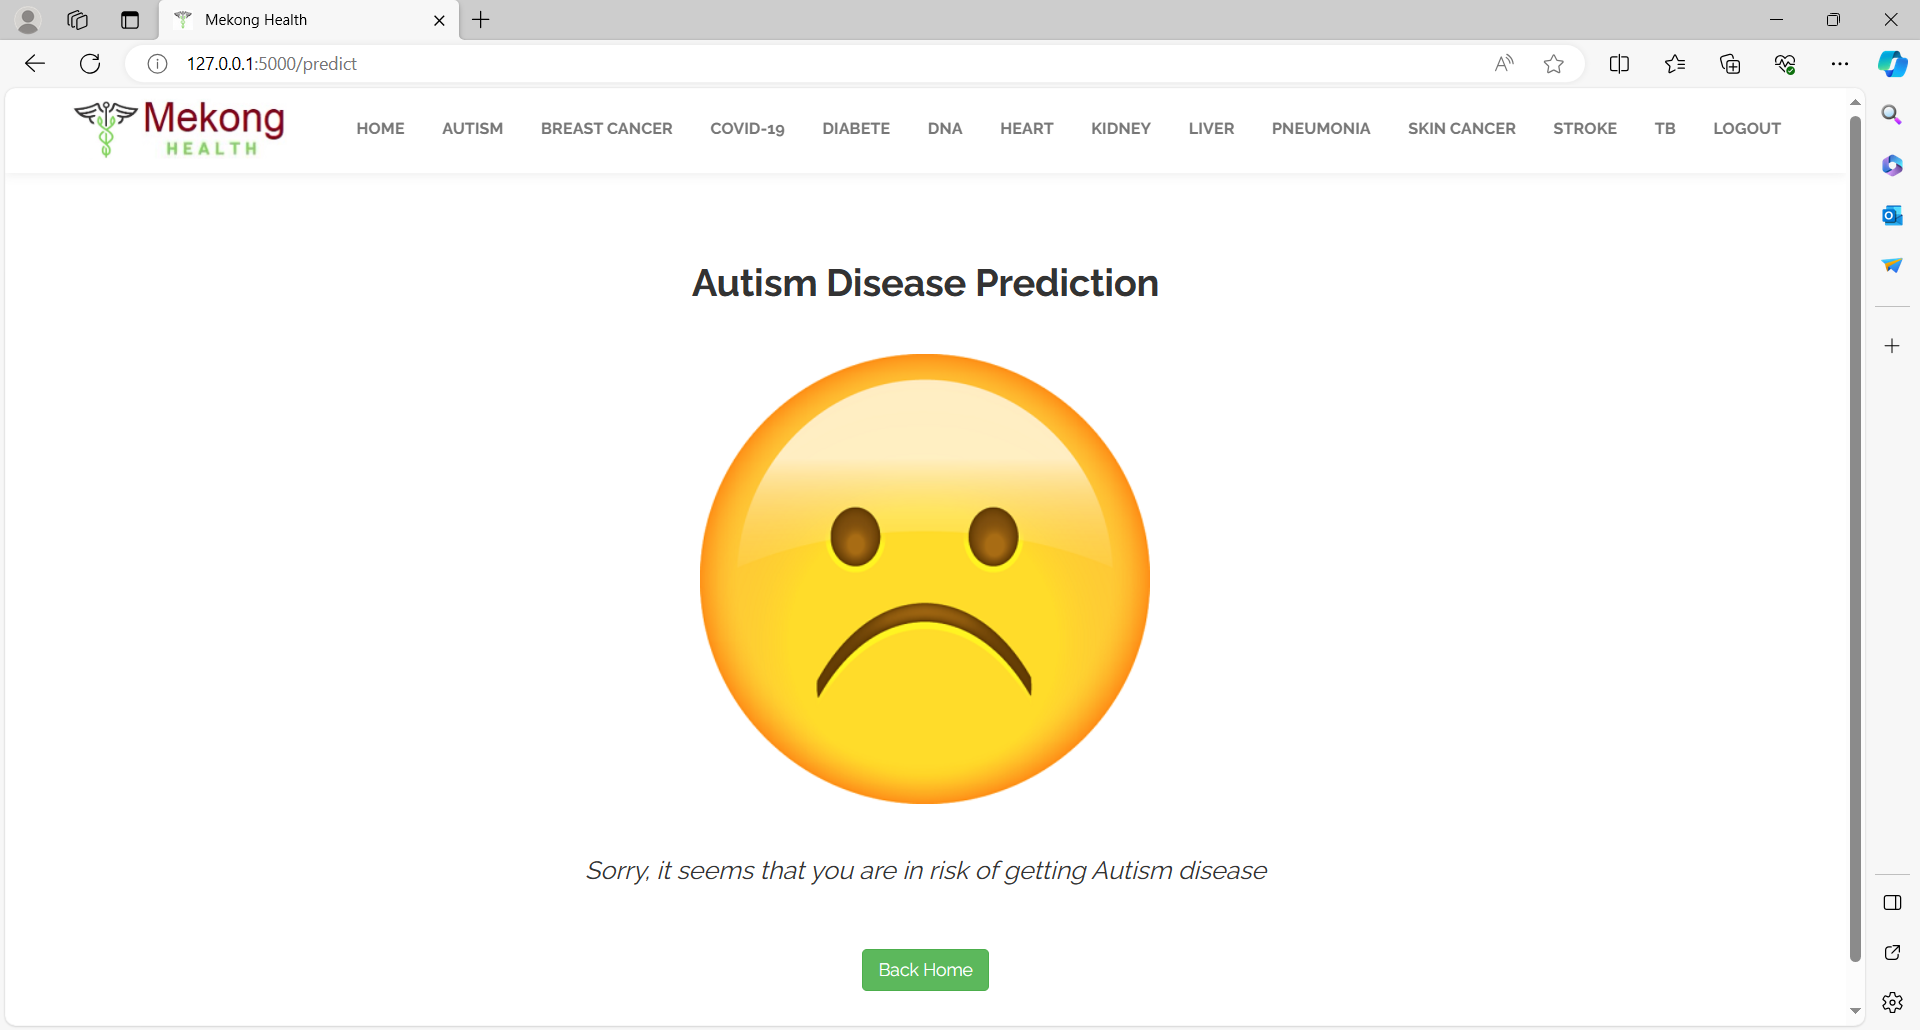 Mekong Health
127.0.0.1:5000/predict
Mekong
HEALTH
HOME AUTISM BREAST CANCER COVID-19 DIABETE DNA HEART KIDNEY LIVER PNEUMONIA SKIN CANCER STROKE TB LOGOUT
Autism Disease Prediction
Sorry, it seems that you are in risk of getting Autism disease
Back Home